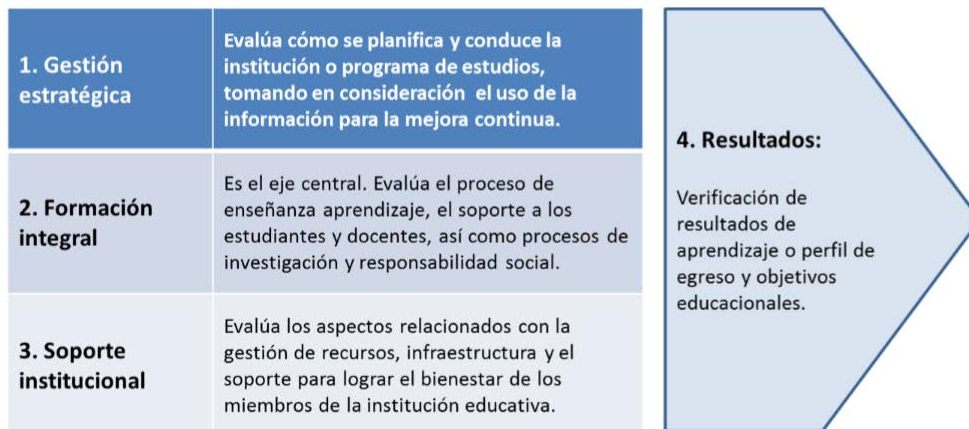 1. Gestión
estratégica
Evalúa cómo se planifica y conduce la
institución o programa de estudios,
tomando en consideración el uso de la
información para la mejora continua.
2. Formación
integral
Es el eje central. Evalúa el proceso de
enseñanza aprendizaje, el soporte a los
estudiantes y docentes, así como procesos de
investigación y responsabilidad social.
3. Soporte
institucional
Evalúa los aspectos relacionados con la
gestión de recursos, infraestructura y el
soporte para lograr el bienestar de los
miembros de la institución educativa.
4. Resultados:
Verificación de
resultados de
aprendizaje o perfil de
egreso y objetivos
educacionales.